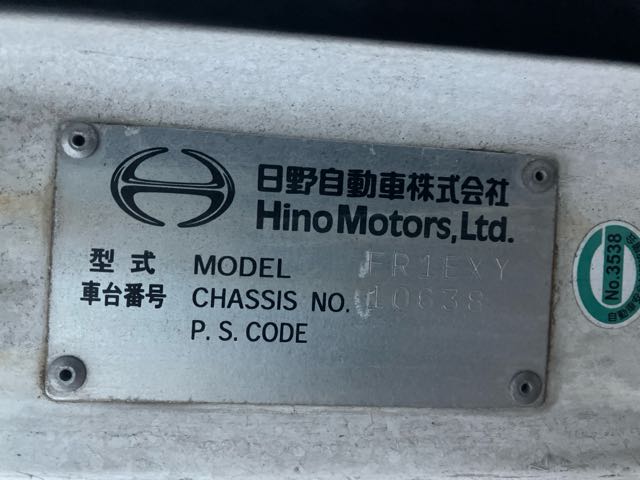 日野自動車株式会社
Hino Motors, Ltd.
型式 MODEL FR1EXY
車台番号 CHASSIS NO. 10638
P. S. CODE
No.3538